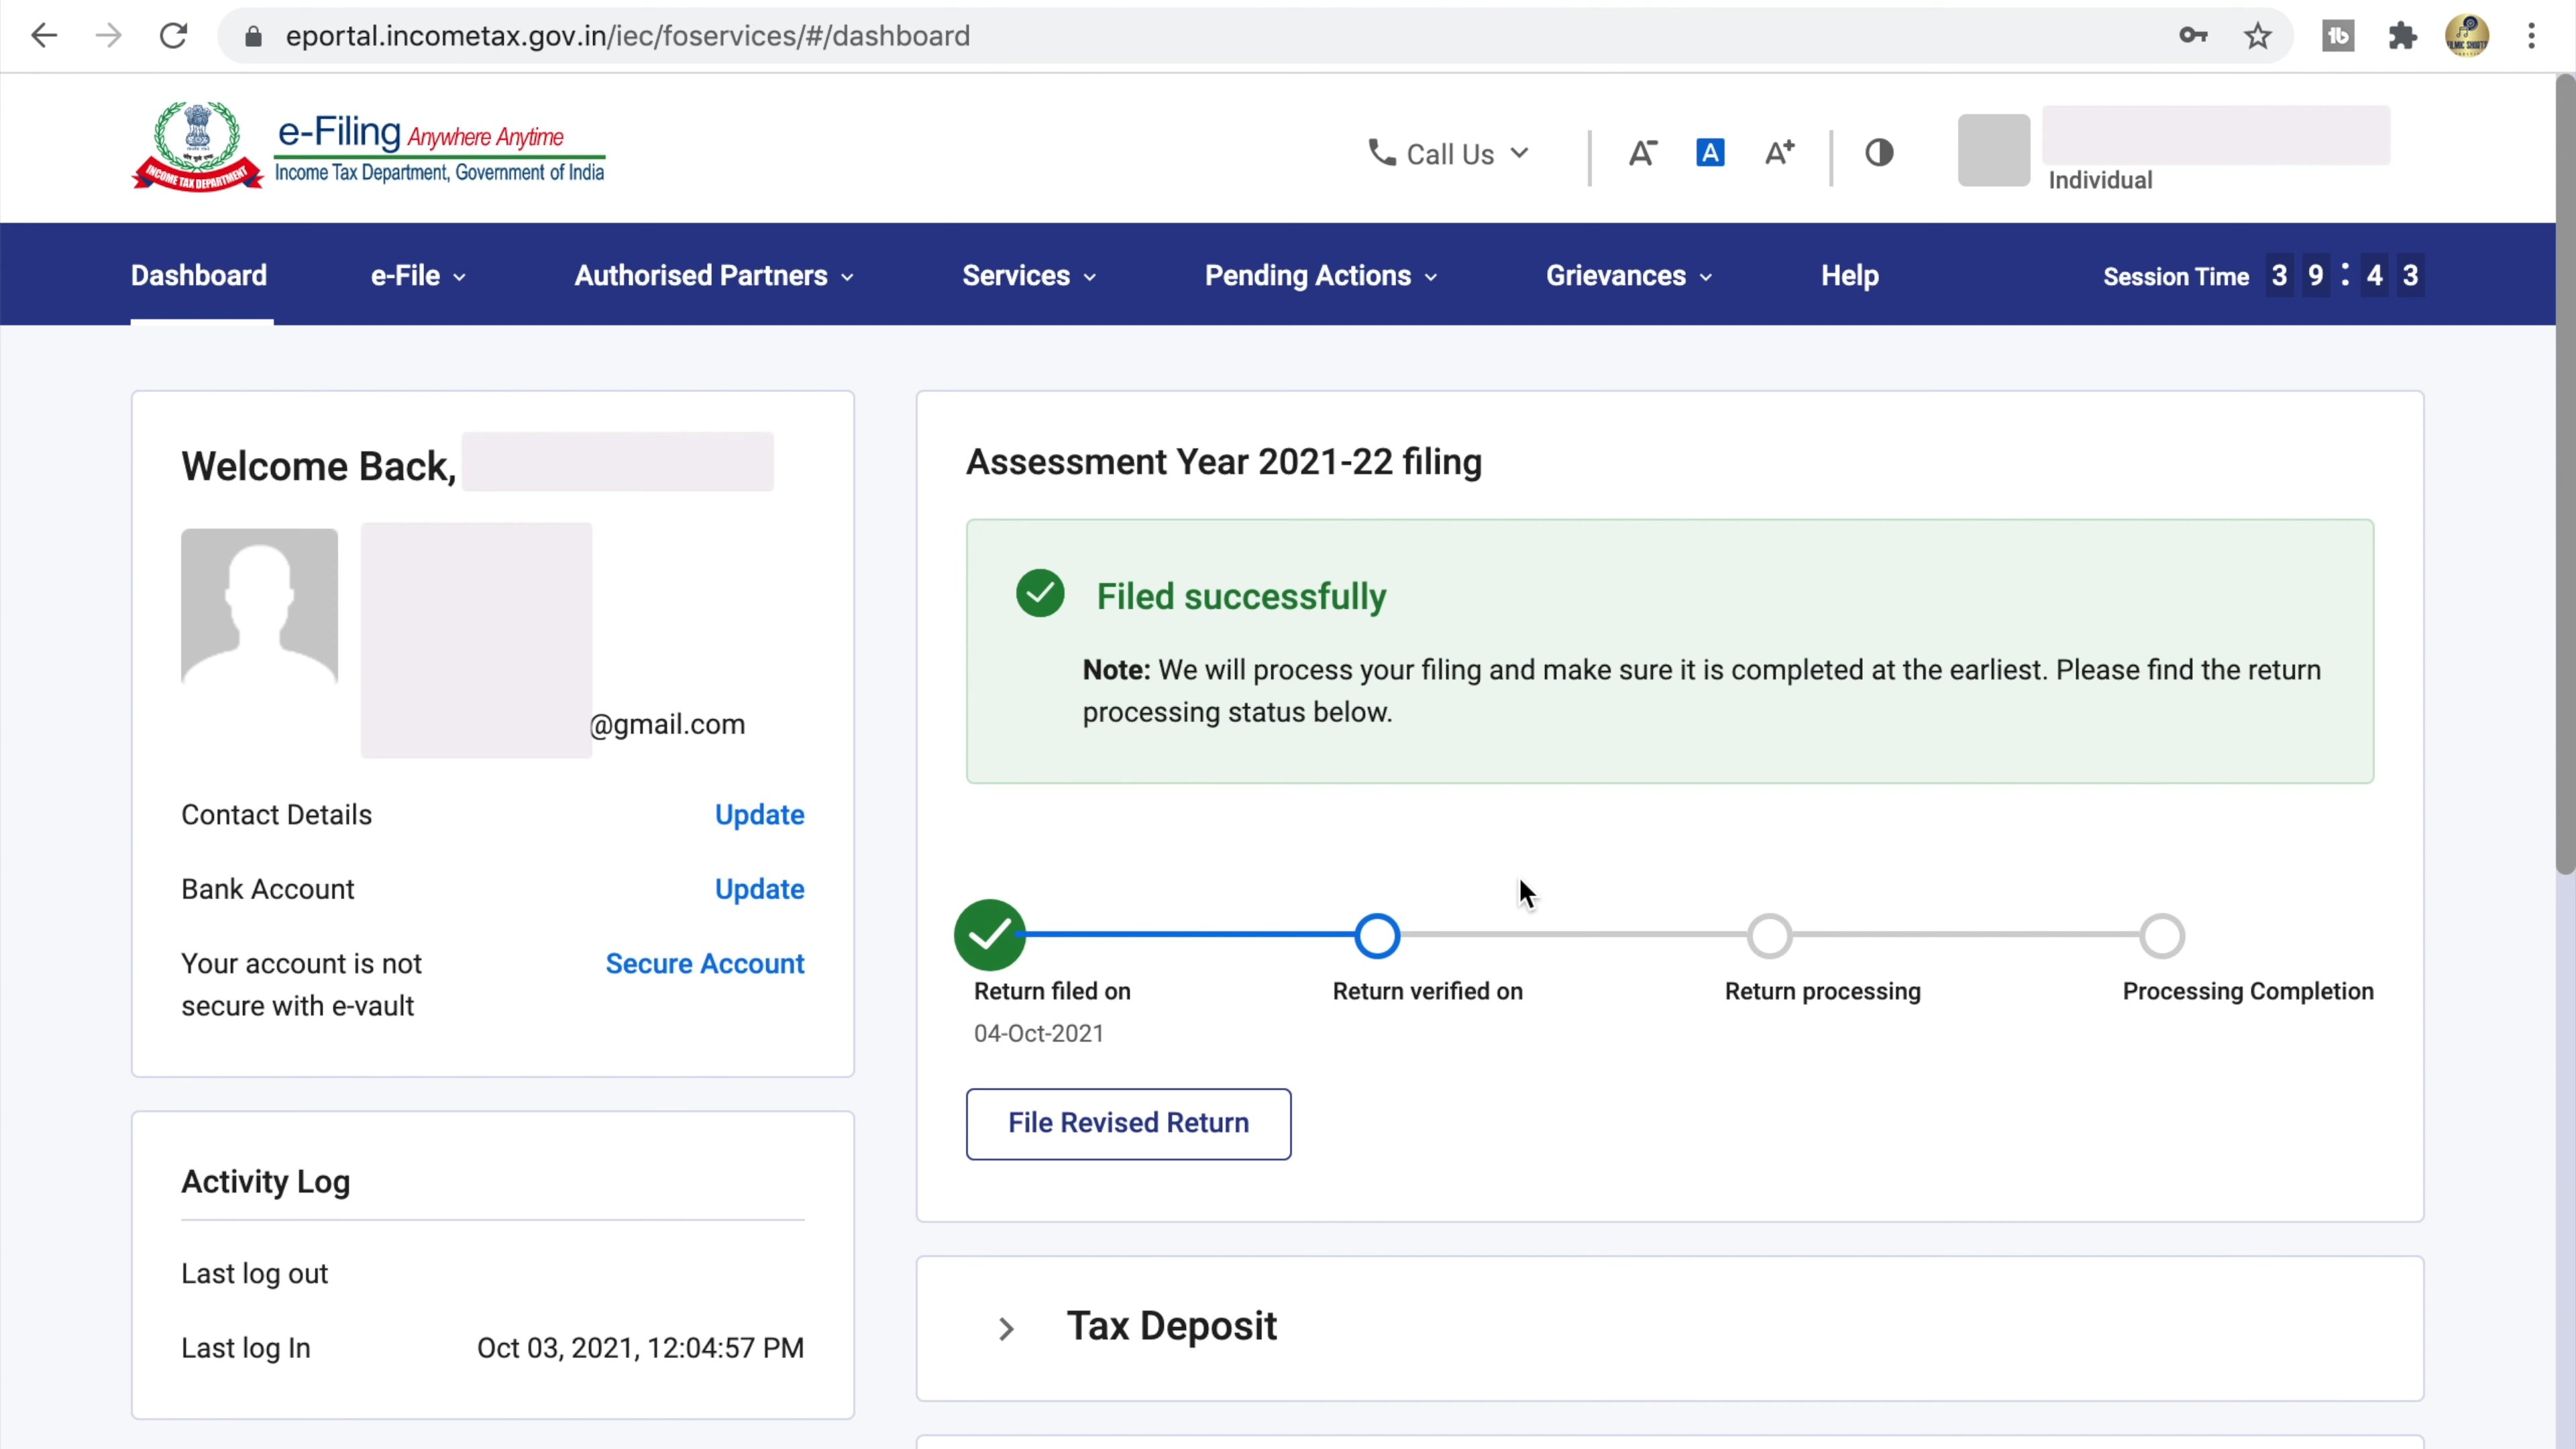 eportal.incometax.gov.in/iec/foservices/#/dashboard
e-Filing Anywhere Anytime
Income Tax Department, Government of India
INCOME TAX DEPARTMENT
Call Us
A-
A
A+
Individual
Dashboard
e-File
Authorised Partners
Services
Pending Actions
Grievances
Help
Session Time 39:43
Welcome Back,
@gmail.com
Contact Details Update
Bank Account Update
Your account is not
secure with e-vault
Secure Account
Activity Log
Last log out
Last log In Oct 03, 2021, 12:04:57 PM
Assessment Year 2021-22 filing
Filed successfully
Note: We will process your filing and make sure it is completed at the earliest. Please find the return
processing status below.
Return filed on
04-Oct-2021
Return verified on
Return processing
Processing Completion
File Revised Return
Tax Deposit